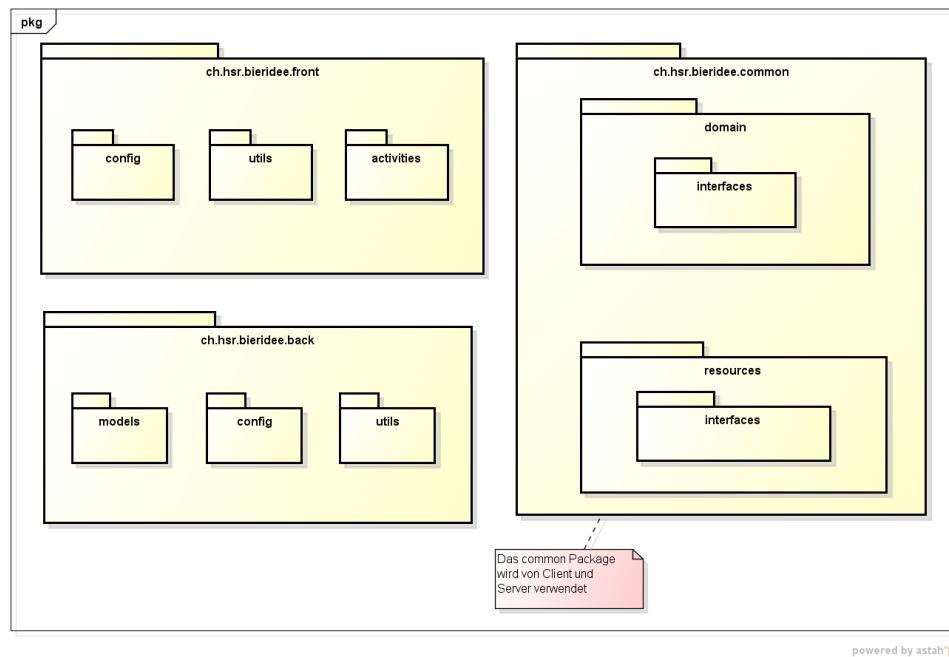 pkg
ch.hsr.bieridee.front
config
utils
activities
ch.hsr.bieridee.back
models
config
utils
ch.hsr.bieridee.common
domain
interfaces
resources
interfaces
Das common Package
wird von Client und
Server verwendet
powered by astah*